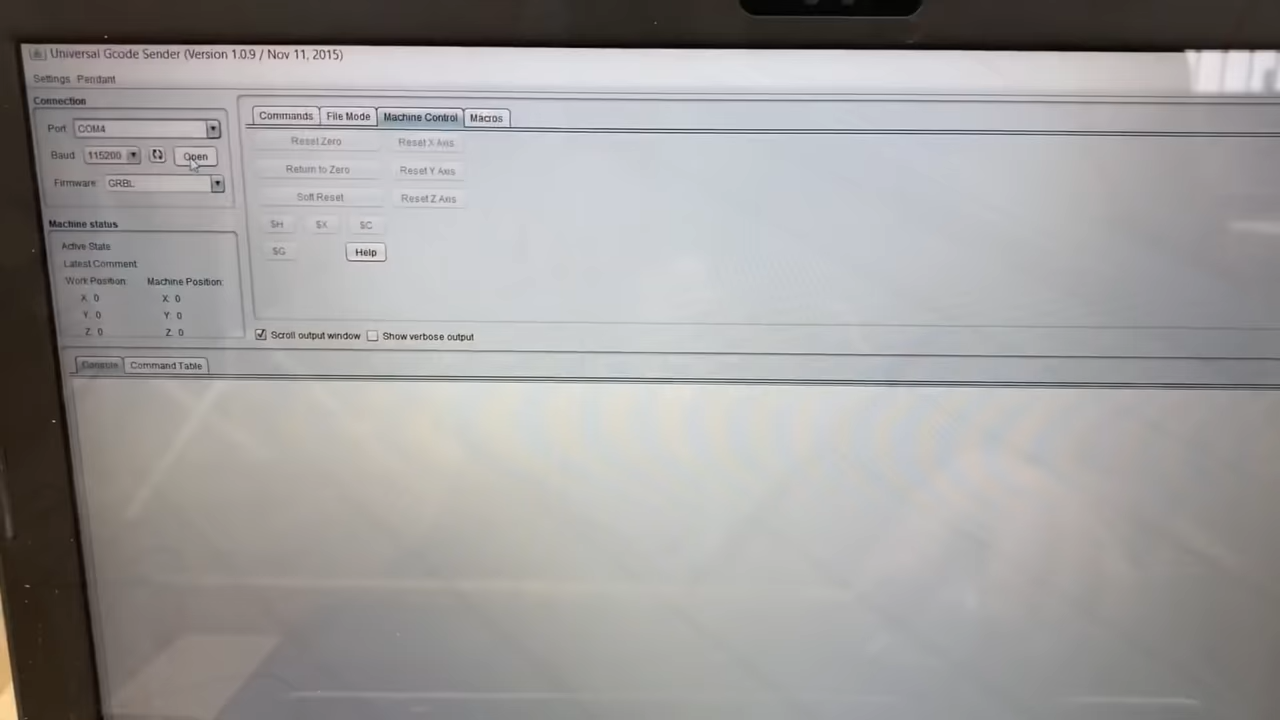 Universal Gcode Sender (Version 1.0.9 / Nov 11, 2015)
Settings Pendant
Connection
Port: COM4
Baud: 115200 Open
Firmware: GRBL
Machine status
Active State:
Latest Comment:
Work Position: Machine Position:
X: 0 X: 0
Y: 0 Y: 0
Z: 0 Z: 0
Commands File Mode Machine Control Macros
Reset Zero Reset X Axis
Return to Zero Reset Y Axis
Soft Reset Reset Z Axis
$H $X $C
$G Help
Scroll output window Show verbose output
Console Command Table